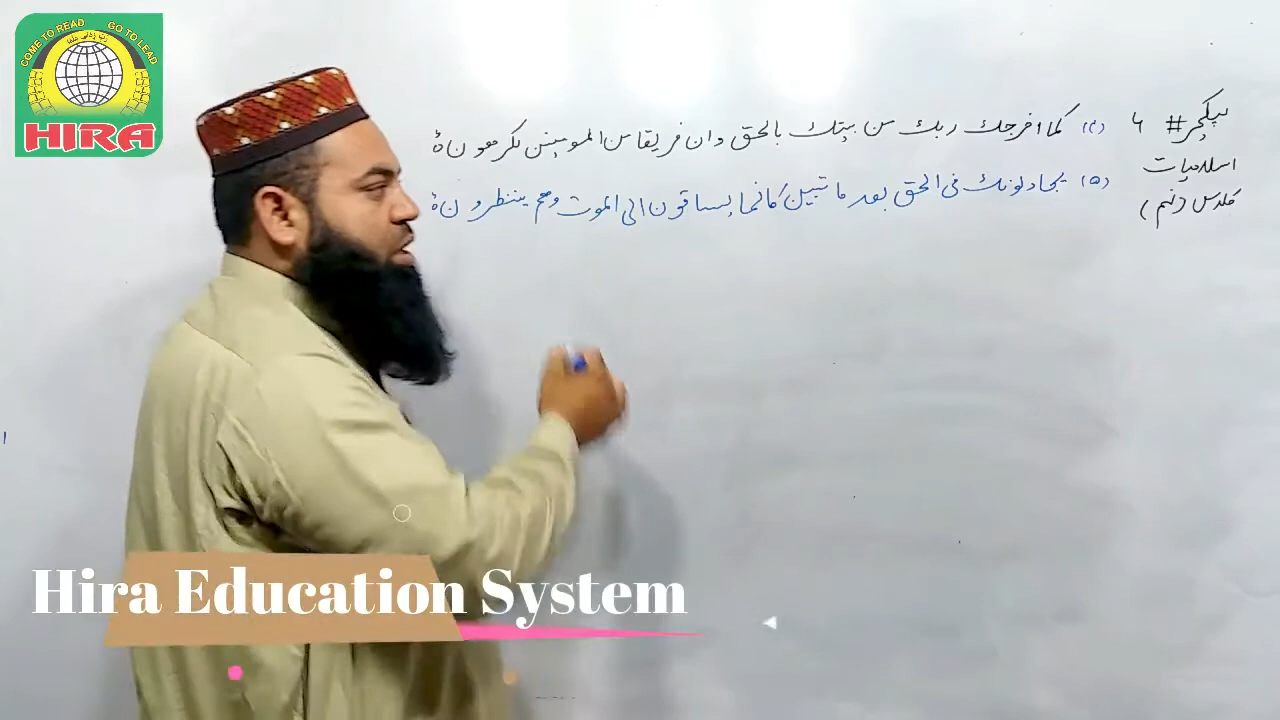 COME TO READ GO TO LEAD
HIRA
لیکچر # ۶
اسلامیات
کلاس (نہم)
(۴) کما اخرجک ربک من بیتک بالحق وان فریقا من المومنین لکرھون ہ
(۵) یجادلونک فی الحق بعد ما تبین کانما یساقون الی الموت وھم ینظرون ہ
Hira Education System